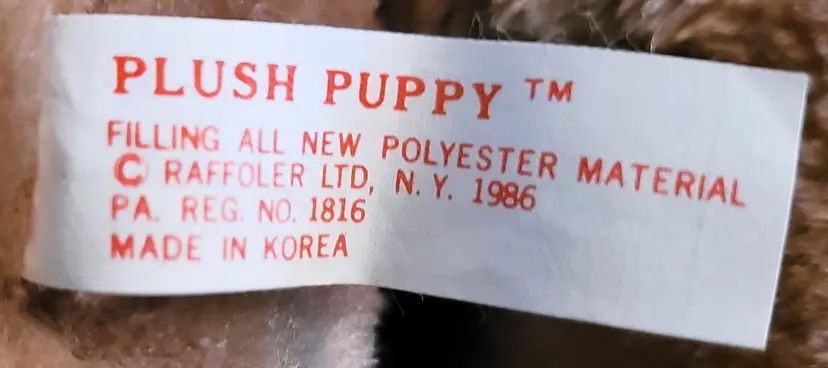 PLUSH PUPPY ™
FILLING ALL NEW POLYESTER MATERIAL
© RAFFOLER LTD, N.Y. 1986
PA. REG. NO. 1816
MADE IN KOREA